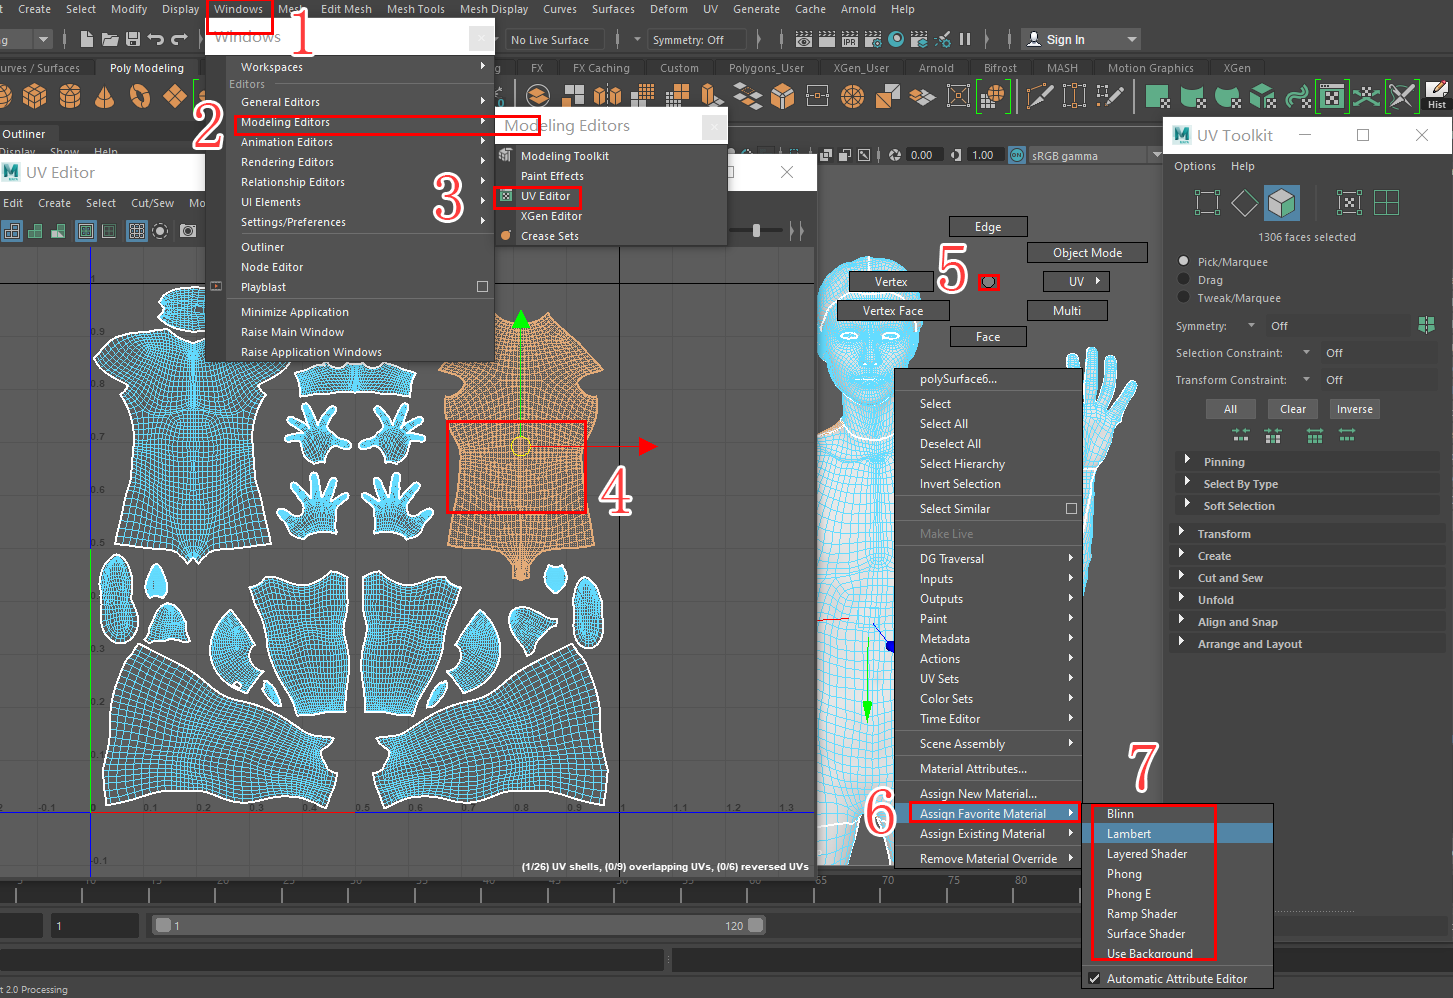 Create Select Modify Display Windows Mesh Edit Mesh Mesh Tools Mesh Display Curves Surfaces Deform UV Generate Cache Arnold Help
1
Windows
No Live Surface
Symmetry: Off
IPR
Sign In
urves / Surfaces Poly Modeling
FX FX Caching Custom Polygons_User XGen_User Arnold Bifrost MASH Motion Graphics XGen
Hist
Workspaces
Editors
General Editors
2
Modeling Editors
Animation Editors
Rendering Editors
Relationship Editors
UI Elements
Settings/Preferences
Outliner
Node Editor
Playblast
Minimize Application
Raise Main Window
Raise Application Windows
Modeling Editors
Modeling Toolkit
Paint Effects
3
UV Editor
XGen Editor
Crease Sets
Outliner
Display Show Help
UV Editor
Edit Create Select Cut/Sew Mo
0.00 1.00 ON sRGB gamma
1
0.9
0.8
0.7
0.6
0.5
0.3
0.2
0.1
-0.1
-0.1 0 0.1 0.2 0.3 0.4 0.5 0.6 0.7 0.8 0.9 1 1.1 1.2 1.3
4
(1/26) UV shells, (0/9) overlapping UVs, (0/6) reversed UVs
Edge
5
Object Mode
Vertex
UV
Vertex Face
Multi
Face
polySurface6...
Select
Select All
Deselect All
Select Hierarchy
Invert Selection
Select Similar
Make Live
DG Traversal
Inputs
Outputs
Paint
Metadata
Actions
UV Sets
Color Sets
Time Editor
Scene Assembly
Material Attributes...
Assign New Material...
6
Assign Favorite Material
Assign Existing Material
Remove Material Override
7
Blinn
Lambert
Layered Shader
Phong
Phong E
Ramp Shader
Surface Shader
Use Background
Automatic Attribute Editor
UV Toolkit
Options Help
1306 faces selected
Pick/Marquee
Drag
Tweak/Marquee
Symmetry: Off
Selection Constraint: Off
Transform Constraint: Off
All Clear Inverse
Pinning
Select By Type
Soft Selection
Transform
Create
Cut and Sew
Unfold
Align and Snap
Arrange and Layout
5 10 15 20 25 30 35 40 45 50 55 60 65 70 75 80
1
1
120
t 2.0 Processing